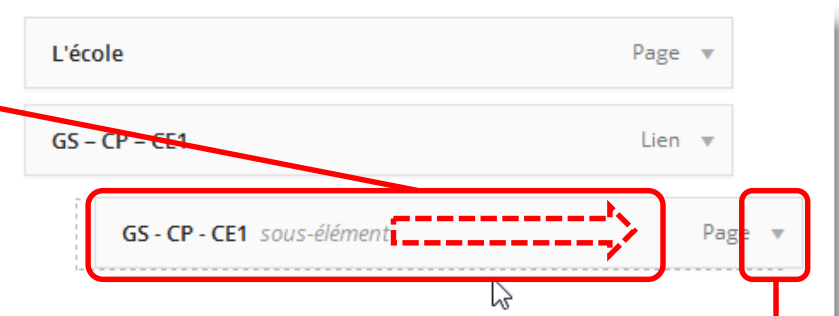 L'école Page
GS – CP – CE1 Lien
GS - CP - CE1 sous-élément Page